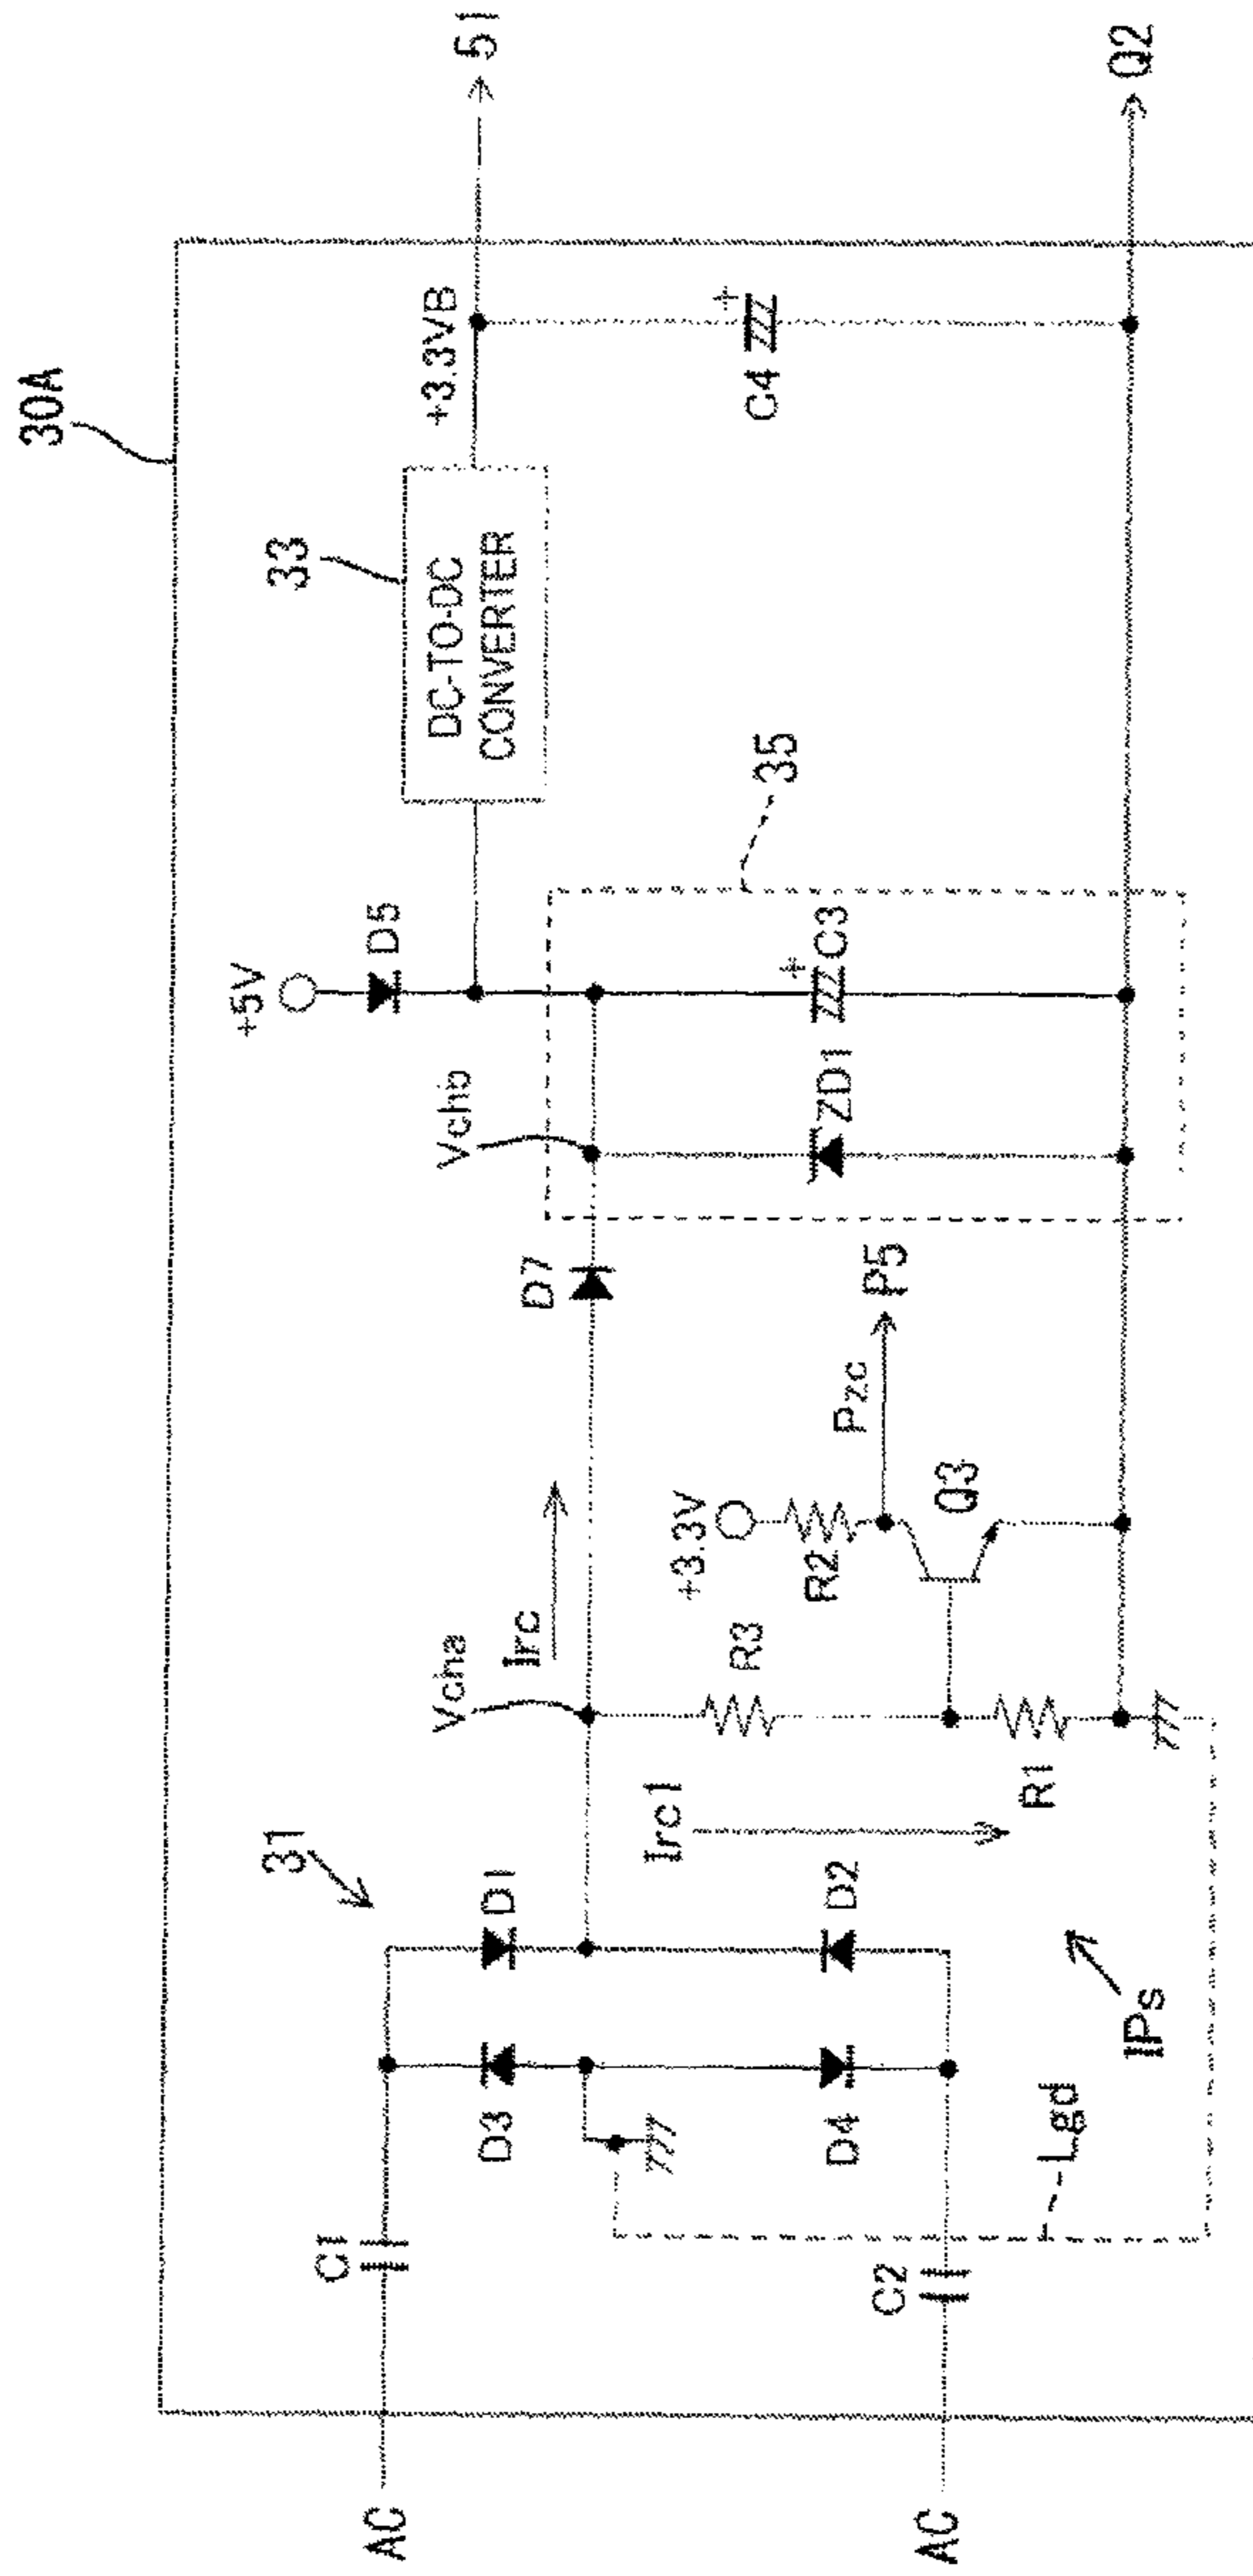 30A
31
33
35
AC
AC
C1
C2
D3
D1
D4
D2
Vcha
Irc
Irc1
R3
R1
+3.3V
R2
Pzc
P5
Q3
D7
Vchb
ZD1
C3
+
+5V
D5
DC-TO-DC
CONVERTER
+3.3VB
+
C4
51
Q2
IPs
Lgd